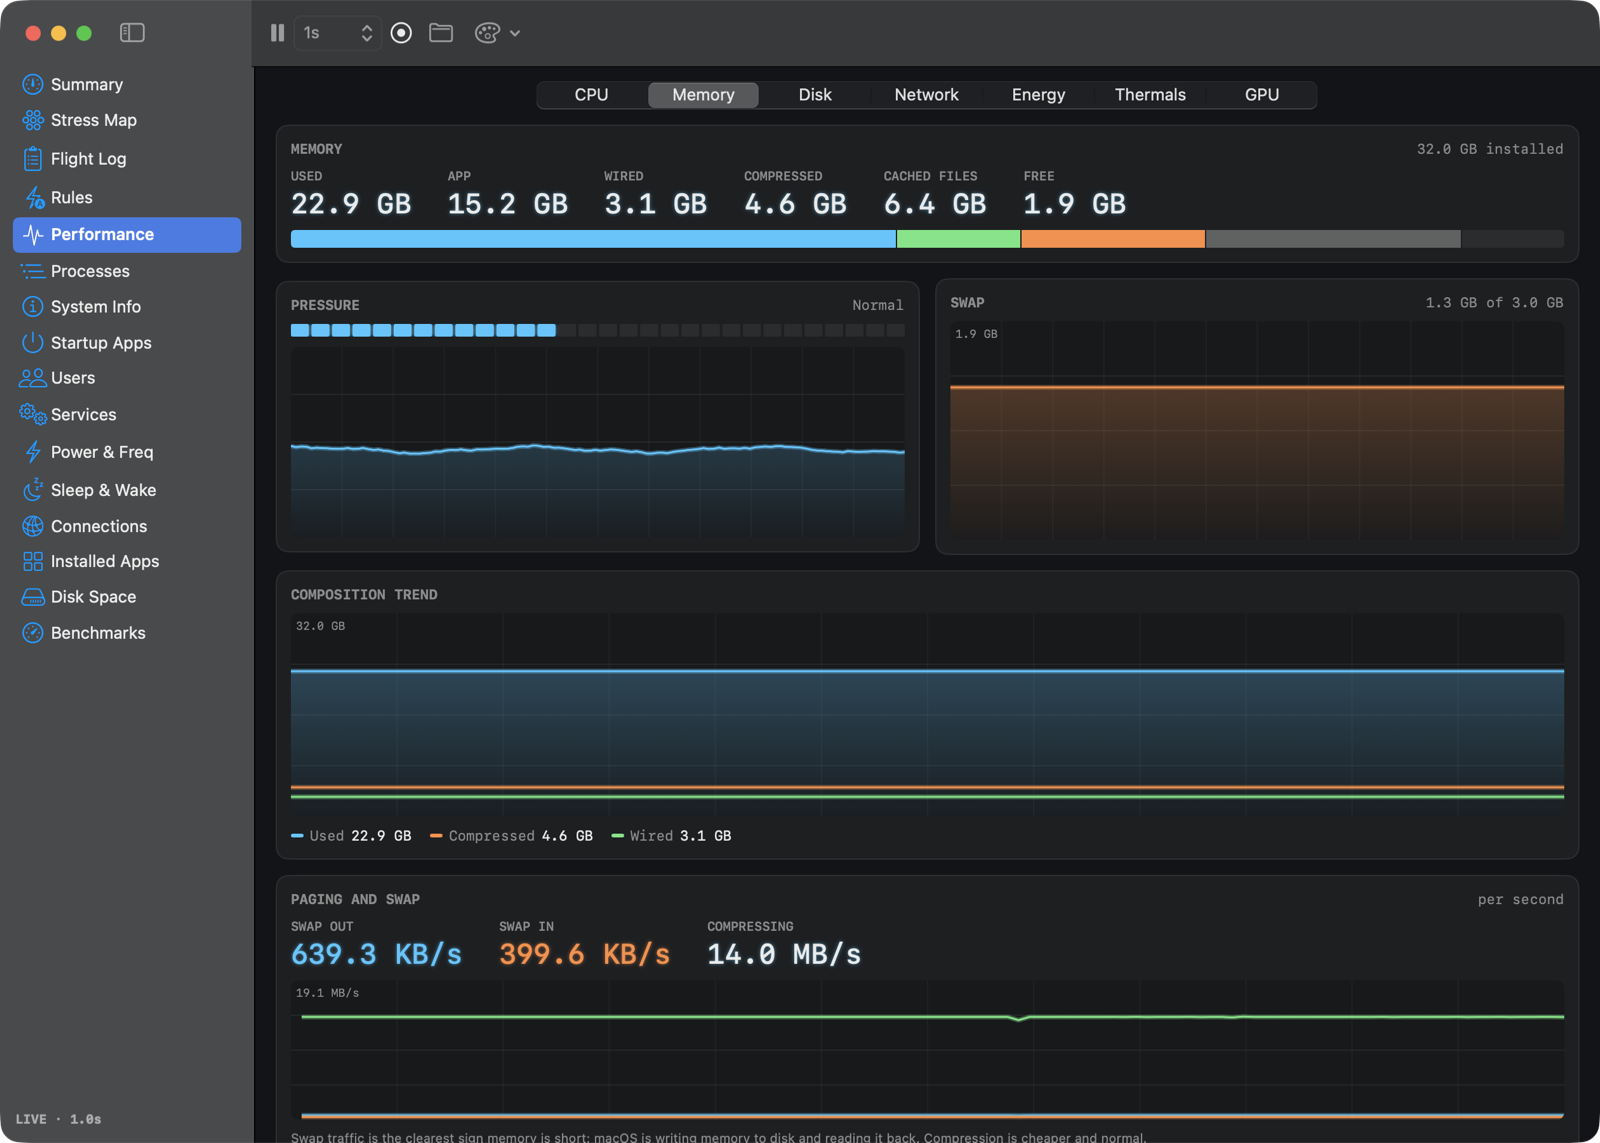 1s
Summary
Stress Map
Flight Log
Rules
Performance
Processes
System Info
Startup Apps
Users
Services
Power & Freq
Sleep & Wake
Connections
Installed Apps
Disk Space
Benchmarks
LIVE · 1.0s
CPU Memory Disk Network Energy Thermals GPU
MEMORY 32.0 GB installed
USED APP WIRED COMPRESSED CACHED FILES FREE
22.9 GB 15.2 GB 3.1 GB 4.6 GB 6.4 GB 1.9 GB
PRESSURE Normal
SWAP 1.3 GB of 3.0 GB
1.9 GB
COMPOSITION TREND
32.0 GB
Used 22.9 GB Compressed 4.6 GB Wired 3.1 GB
PAGING AND SWAP per second
SWAP OUT SWAP IN COMPRESSING
639.3 KB/s 399.6 KB/s 14.0 MB/s
19.1 MB/s
Swap traffic is the clearest sign memory is short: macOS is writing memory to disk and reading it back. Compression is cheaper and normal.